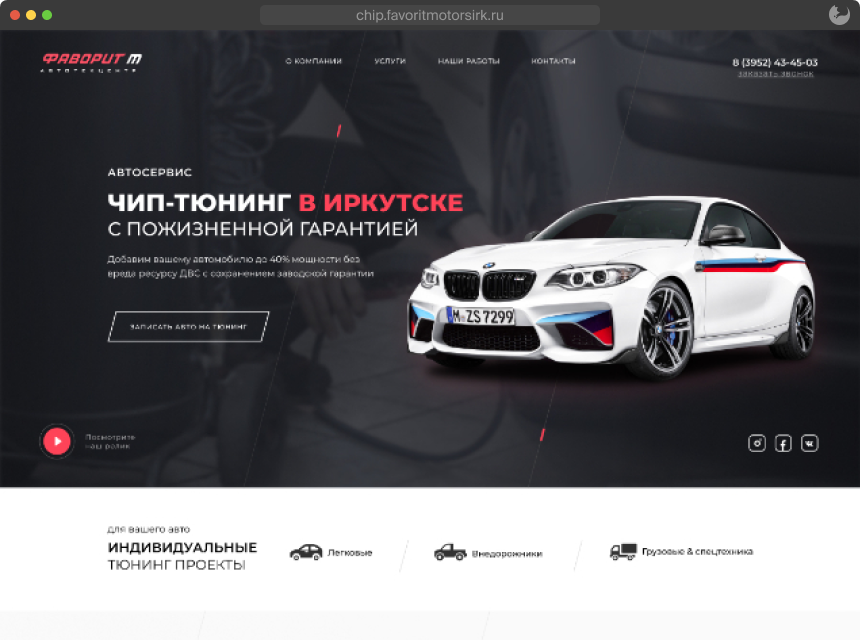 chip.favoritmotorsirk.ru
ФАВОРИТ М
АВТОТЕХЦЕНТР
О КОМПАНИИ
УСЛУГИ
НАШИ РАБОТЫ
КОНТАКТЫ
8 (3952) 43-45-03
ЗАКАЗАТЬ ЗВОНОК
АВТОСЕРВИС
ЧИП-ТЮНИНГ В ИРКУТСКЕ
С ПОЖИЗНЕННОЙ ГАРАНТИЕЙ
Добавим вашему автомобилю до 40% мощности без
вреда ресурсу ДВС с сохранением заводской гарантии
ЗАПИСАТЬ АВТО НА ТЮНИНГ
M ZS 7299
Посмотрите
наш ролик
для вашего авто
ИНДИВИДУАЛЬНЫЕ
ТЮНИНГ ПРОЕКТЫ
Легковые
Внедорожники
Грузовые & спецтехника